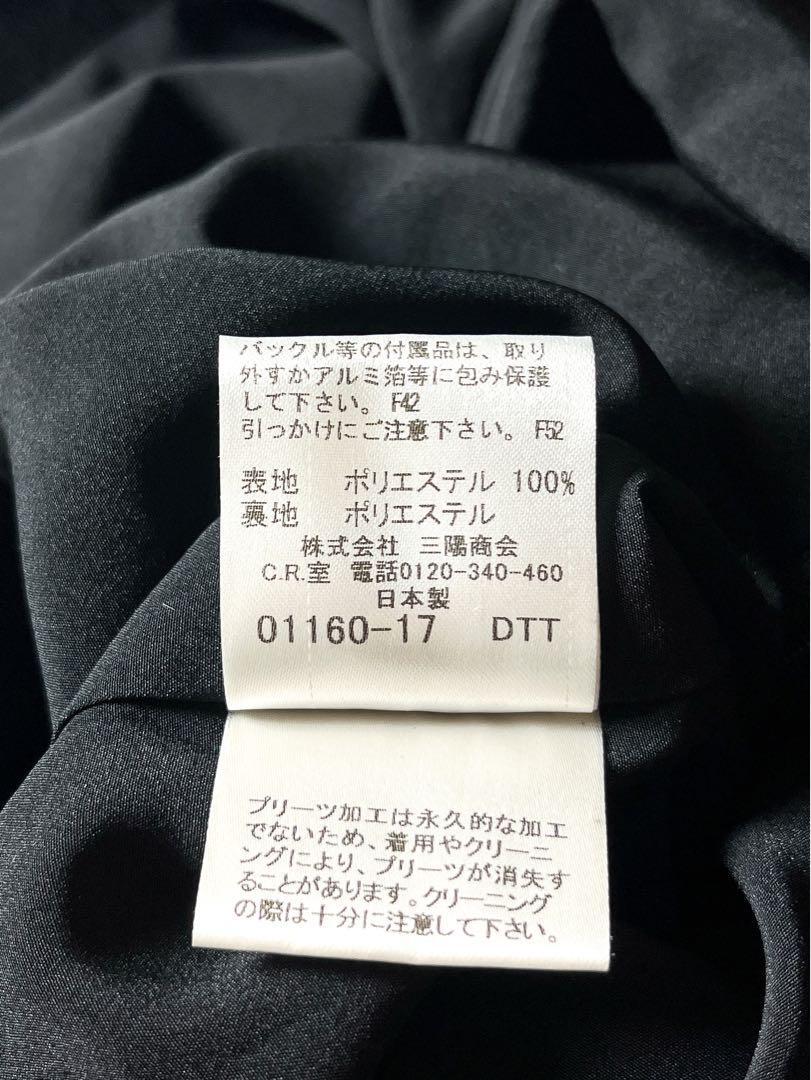 バックル等の付属品は、取り
外すかアルミ箔等に包み保護
して下さい。 F42
引っかけにご注意下さい。 F52
表地 ポリエステル 100%
裏地 ポリエステル
株式会社 三陽商会
C.R.室 電話0120-340-460
日本製
01160-17 DTT
プリーツ加工は永久的な加工
でないため、着用やクリーニ
ングにより、プリーツが消失す
ることがあります。クリーニング
の際は十分に注意して下さい。